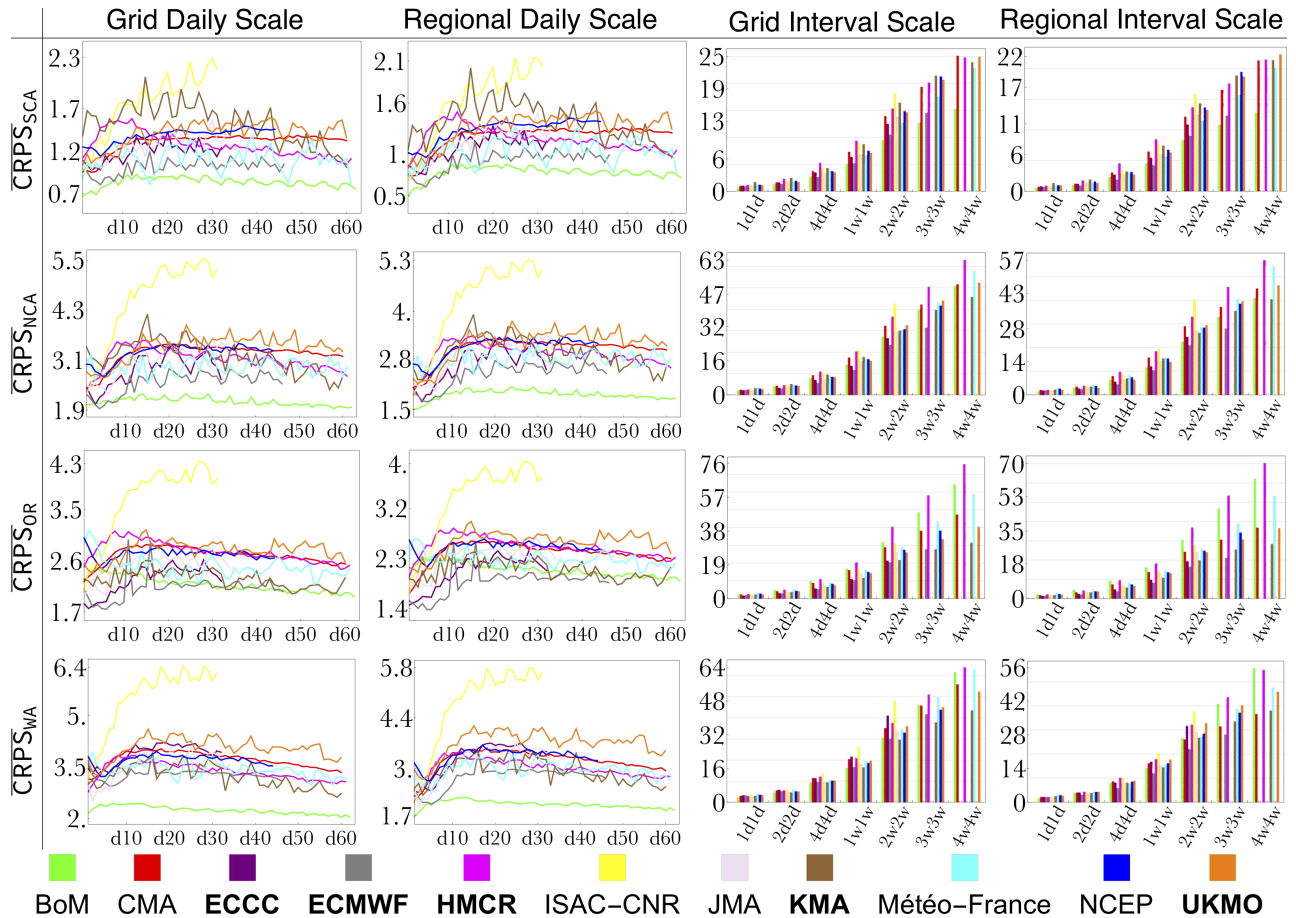 Grid Daily Scale Regional Daily Scale Grid Interval Scale Regional Interval Scale
CRPS_SCA
2.3 1.7 1.2 0.7
d10 d20 d30 d40 d50 d60
2.1 1.6 1. 0.5
d10 d20 d30 d40 d50 d60
25 19 13 6 0
1d1d 2d2d 4d4d 1w1w 2w2w 3w3w 4w4w
22 17 11 6 0
1d1d 2d2d 4d4d 1w1w 2w2w 3w3w 4w4w
CRPS_NCA
5.5 4.3 3.1 1.9
d10 d20 d30 d40 d50 d60
5.3 4. 2.8 1.5
d10 d20 d30 d40 d50 d60
63 47 32 16 0
1d1d 2d2d 4d4d 1w1w 2w2w 3w3w 4w4w
57 43 28 14 0
1d1d 2d2d 4d4d 1w1w 2w2w 3w3w 4w4w
CRPS_OR
4.3 3.5 2.6 1.7
d10 d20 d30 d40 d50 d60
4. 3.2 2.3 1.4
d10 d20 d30 d40 d50 d60
76 57 38 19 0
1d1d 2d2d 4d4d 1w1w 2w2w 3w3w 4w4w
70 53 35 18 0
1d1d 2d2d 4d4d 1w1w 2w2w 3w3w 4w4w
CRPS_WA
6.4 5. 3.5 2.
d10 d20 d30 d40 d50 d60
5.8 4.4 3. 1.7
d10 d20 d30 d40 d50 d60
64 48 32 16 0
1d1d 2d2d 4d4d 1w1w 2w2w 3w3w 4w4w
56 42 28 14 0
1d1d 2d2d 4d4d 1w1w 2w2w 3w3w 4w4w
BoM CMA ECCC ECMWF HMCR ISAC-CNR JMA KMA Météo-France NCEP UKMO